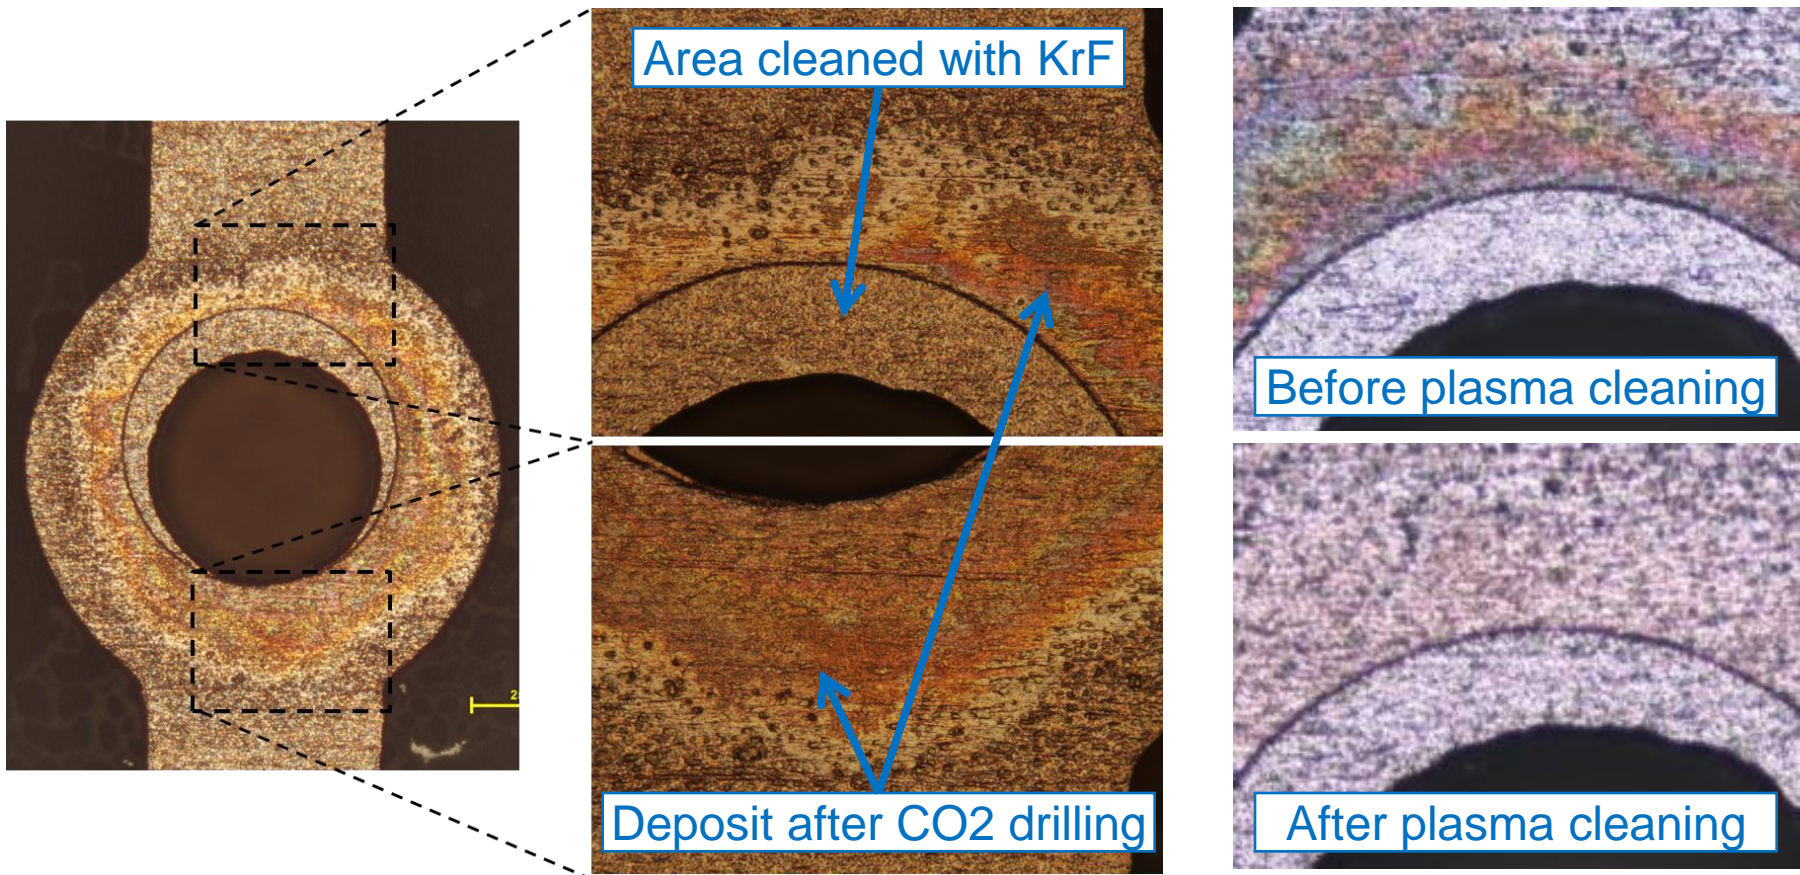 Area cleaned with KrF
Deposit after CO2 drilling
Before plasma cleaning
After plasma cleaning